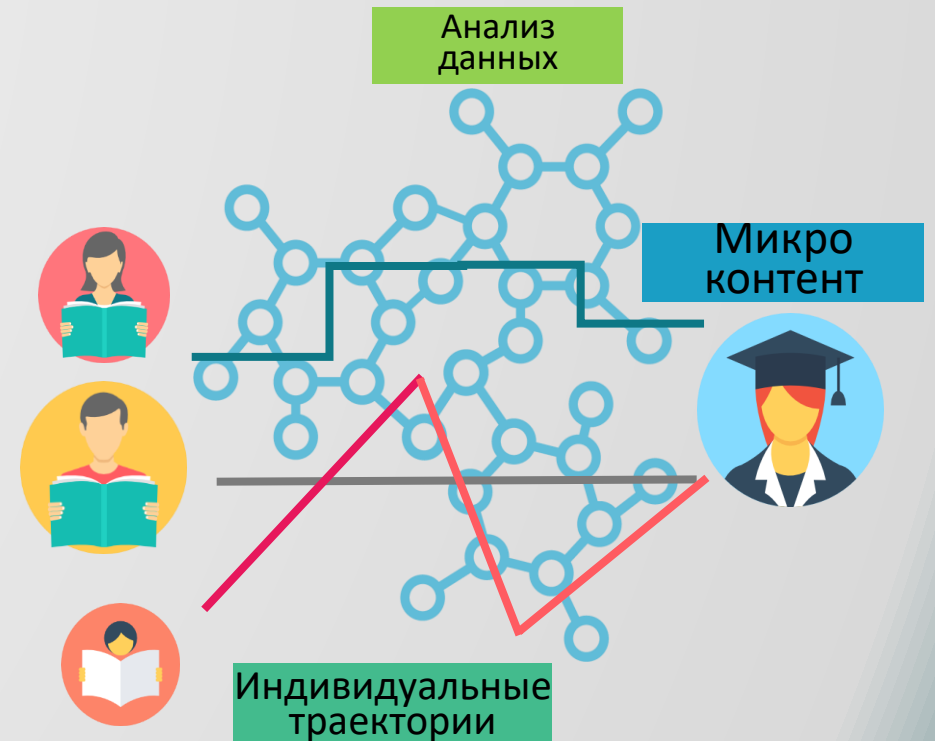 Анализ
данных
Микро
контент
Индивидуальные
траектории